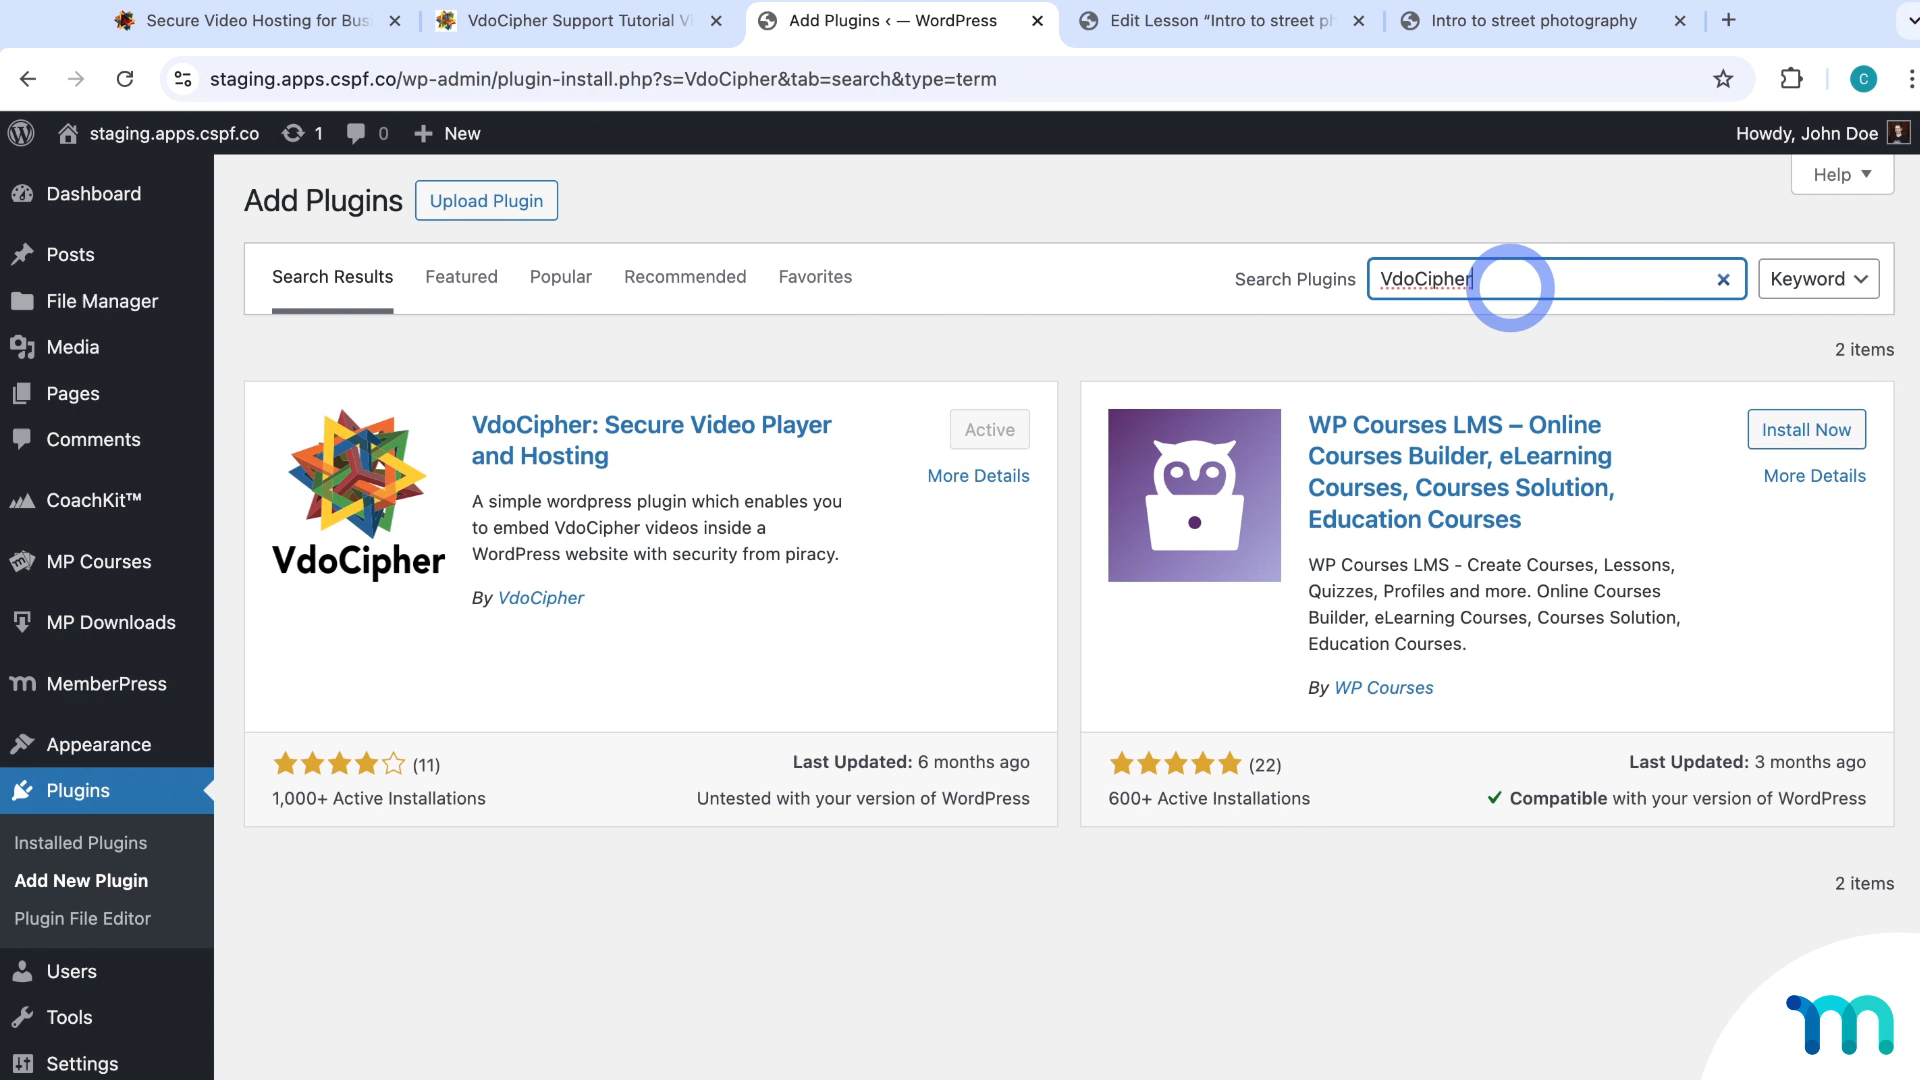 Secure Video Hosting for Bus
VdoCipher Support Tutorial Vi
Add Plugins ‹ — WordPress
Edit Lesson “Intro to street ph
Intro to street photography
staging.apps.cspf.co/wp-admin/plugin-install.php?s=VdoCipher&tab=search&type=term
C
staging.apps.cspf.co
1
0
New
Howdy, John Doe
Dashboard
Posts
File Manager
Media
Pages
Comments
CoachKit™
MP Courses
MP Downloads
MemberPress
Appearance
Plugins
Installed Plugins
Add New Plugin
Plugin File Editor
Users
Tools
Settings
Help
Add Plugins
Upload Plugin
Search Results
Featured
Popular
Recommended
Favorites
Search Plugins
VdoCipher
Keyword
2 items
VdoCipher
VdoCipher: Secure Video Player
and Hosting
Active
More Details
A simple wordpress plugin which enables you
to embed VdoCipher videos inside a
WordPress website with security from piracy.
By VdoCipher
(11)
1,000+ Active Installations
Last Updated: 6 months ago
Untested with your version of WordPress
WP Courses LMS – Online
Courses Builder, eLearning
Courses, Courses Solution,
Education Courses
Install Now
More Details
WP Courses LMS - Create Courses, Lessons,
Quizzes, Profiles and more. Online Courses
Builder, eLearning Courses, Courses Solution,
Education Courses.
By WP Courses
(22)
600+ Active Installations
Last Updated: 3 months ago
Compatible with your version of WordPress
2 items
m